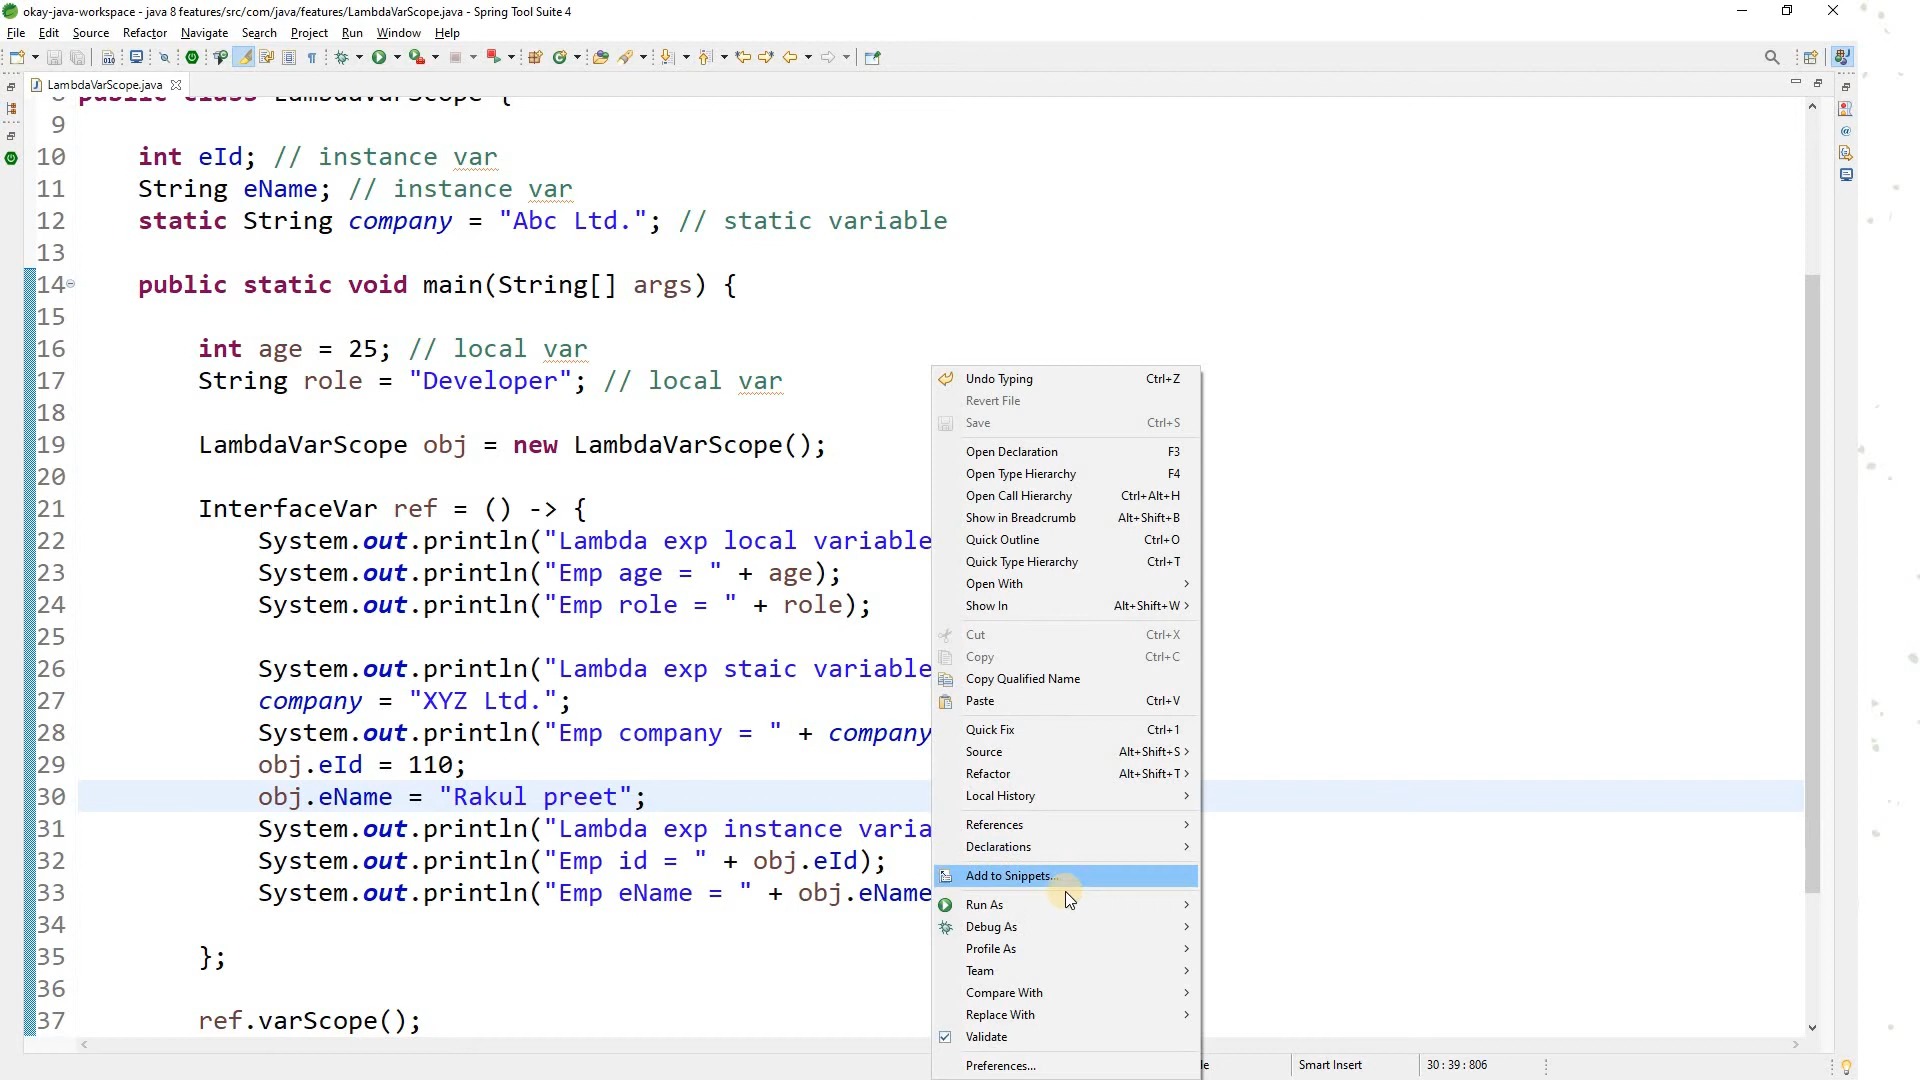 okay-java-workspace - java 8 features/src/com/java/features/LambdaVarScope.java - Spring Tool Suite 4
File Edit Source Refactor Navigate Search Project Run Window Help
LambdaVarScope.java
8 public class LambdaVarScope {
9
10 int eId; // instance var
11 String eName; // instance var
12 static String company = "Abc Ltd."; // static variable
13
14 public static void main(String[] args) {
15
16 int age = 25; // local var
17 String role = "Developer"; // local var
18
19 LambdaVarScope obj = new LambdaVarScope();
20
21 InterfaceVar ref = () -> {
22 System.out.println("Lambda exp local variable
23 System.out.println("Emp age = " + age);
24 System.out.println("Emp role = " + role);
25
26 System.out.println("Lambda exp staic variable
27 company = "XYZ Ltd.";
28 System.out.println("Emp company = " + company
29 obj.eId = 110;
30 obj.eName = "Rakul preet";
31 System.out.println("Lambda exp instance varia
32 System.out.println("Emp id = " + obj.eId);
33 System.out.println("Emp eName = " + obj.eName
34
35 };
36
37 ref.varScope();
Undo Typing Ctrl+Z
Revert File
Save Ctrl+S
Open Declaration F3
Open Type Hierarchy F4
Open Call Hierarchy Ctrl+Alt+H
Show in Breadcrumb Alt+Shift+B
Quick Outline Ctrl+O
Quick Type Hierarchy Ctrl+T
Open With
Show In Alt+Shift+W
Cut Ctrl+X
Copy Ctrl+C
Copy Qualified Name
Paste Ctrl+V
Quick Fix Ctrl+1
Source Alt+Shift+S
Refactor Alt+Shift+T
Local History
References
Declarations
Add to Snippets...
Run As
Debug As
Profile As
Team
Compare With
Replace With
Validate
Preferences...
Smart Insert 30 : 39 : 806